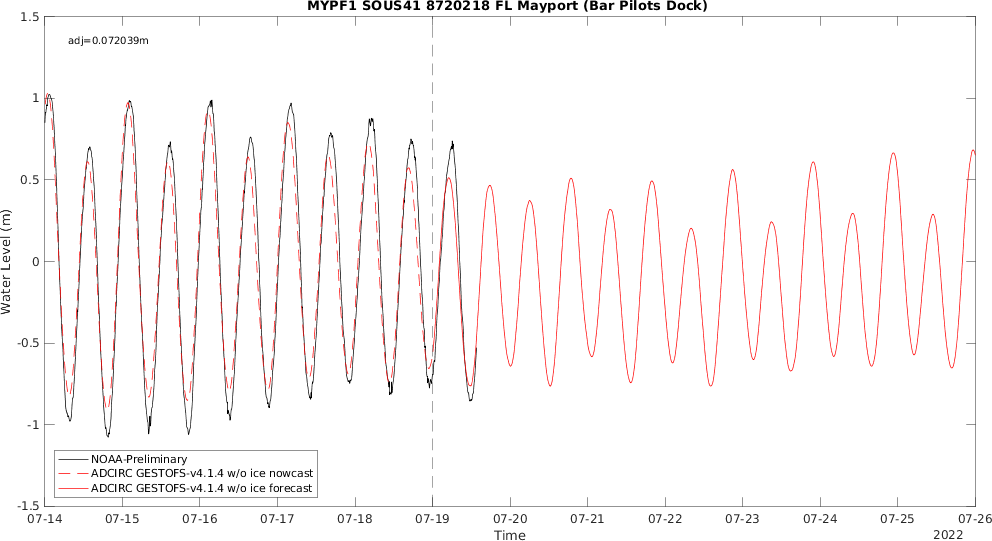 MYPF1 SOUS41 8720218 FL Mayport (Bar Pilots Dock)
adj=0.072039m
1.5
1
0.5
0
-0.5
-1
-1.5
Water Level (m)
NOAA-Preliminary
ADCIRC GESTOFS-v4.1.4 w/o ice nowcast
ADCIRC GESTOFS-v4.1.4 w/o ice forecast
07-14 07-15 07-16 07-17 07-18 07-19 07-20 07-21 07-22 07-23 07-24 07-25 07-26
Time
2022